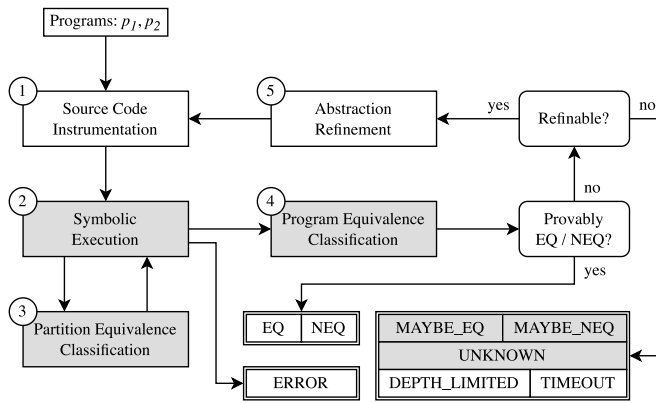 Programs: p1, p2
1
Source Code
Instrumentation
5
Abstraction
Refinement
yes
Refinable?
no
2
Symbolic
Execution
4
Program Equivalence
Classification
no
Provably
EQ / NEQ?
yes
3
Partition Equivalence
Classification
EQ
NEQ
MAYBE_EQ
MAYBE_NEQ
UNKNOWN
ERROR
DEPTH_LIMITED
TIMEOUT